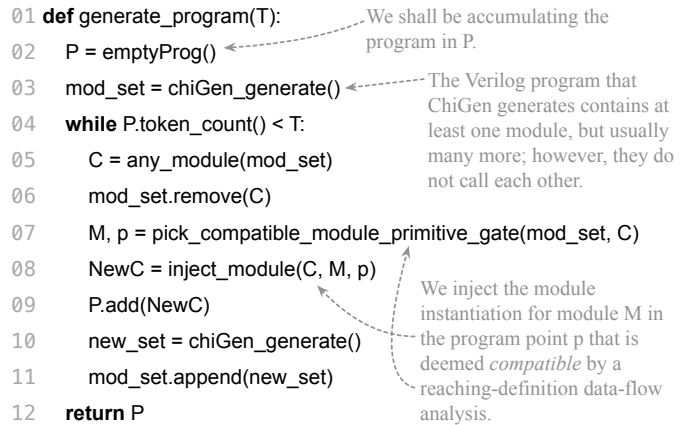 01 def generate_program(T):
We shall be accumulating the
program in P.
02 P = emptyProg()
03 mod_set = chiGen_generate()
The Verilog program that
ChiGen generates contains at
least one module, but usually
many more; however, they do
not call each other.
04 while P.token_count() < T:
05 C = any_module(mod_set)
06 mod_set.remove(C)
07 M, p = pick_compatible_module_primitive_gate(mod_set, C)
08 NewC = inject_module(C, M, p)
We inject the module
instantiation for module M in
the program point p that is
deemed compatible by a
reaching-definition data-flow
analysis.
09 P.add(NewC)
10 new_set = chiGen_generate()
11 mod_set.append(new_set)
12 return P